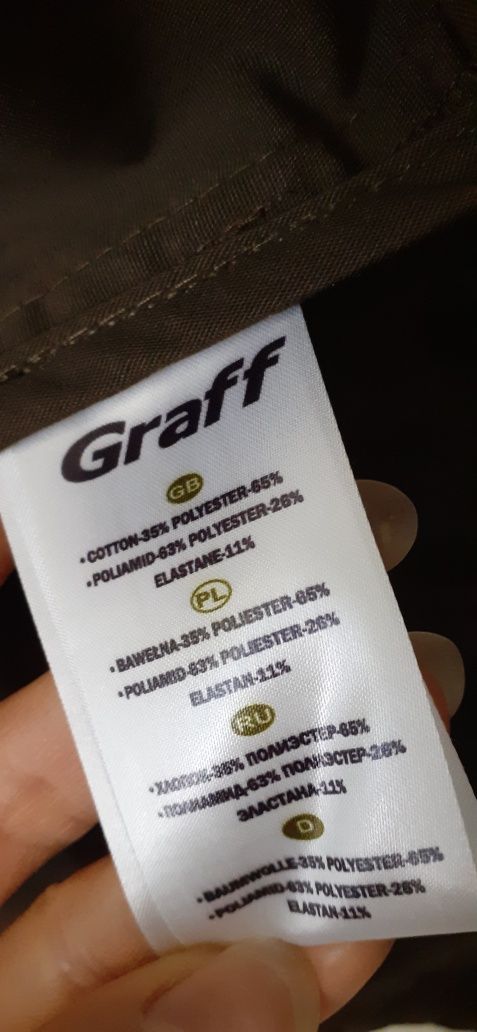 Graff
GB
• COTTON-35% POLYESTER-65%
• POLIAMID-63% POLYESTER-26%
ELASTANE-11%
PL
• BAWEŁNA-35% POLIESTER-65%
• POLIAMID-63% POLIESTER-26%
ELASTAN-11%
RU
• ХЛОПОК-35% ПОЛИЭСТЕР-65%
• ПОЛИАМИД-63% ПОЛИЭСТЕР-26%
ЭЛАСТАНА-11%
D
• BAUMWOLLE-35% POLYESTER-65%
• POLIAMID-63% POLYESTER-26%
ELASTAN-11%